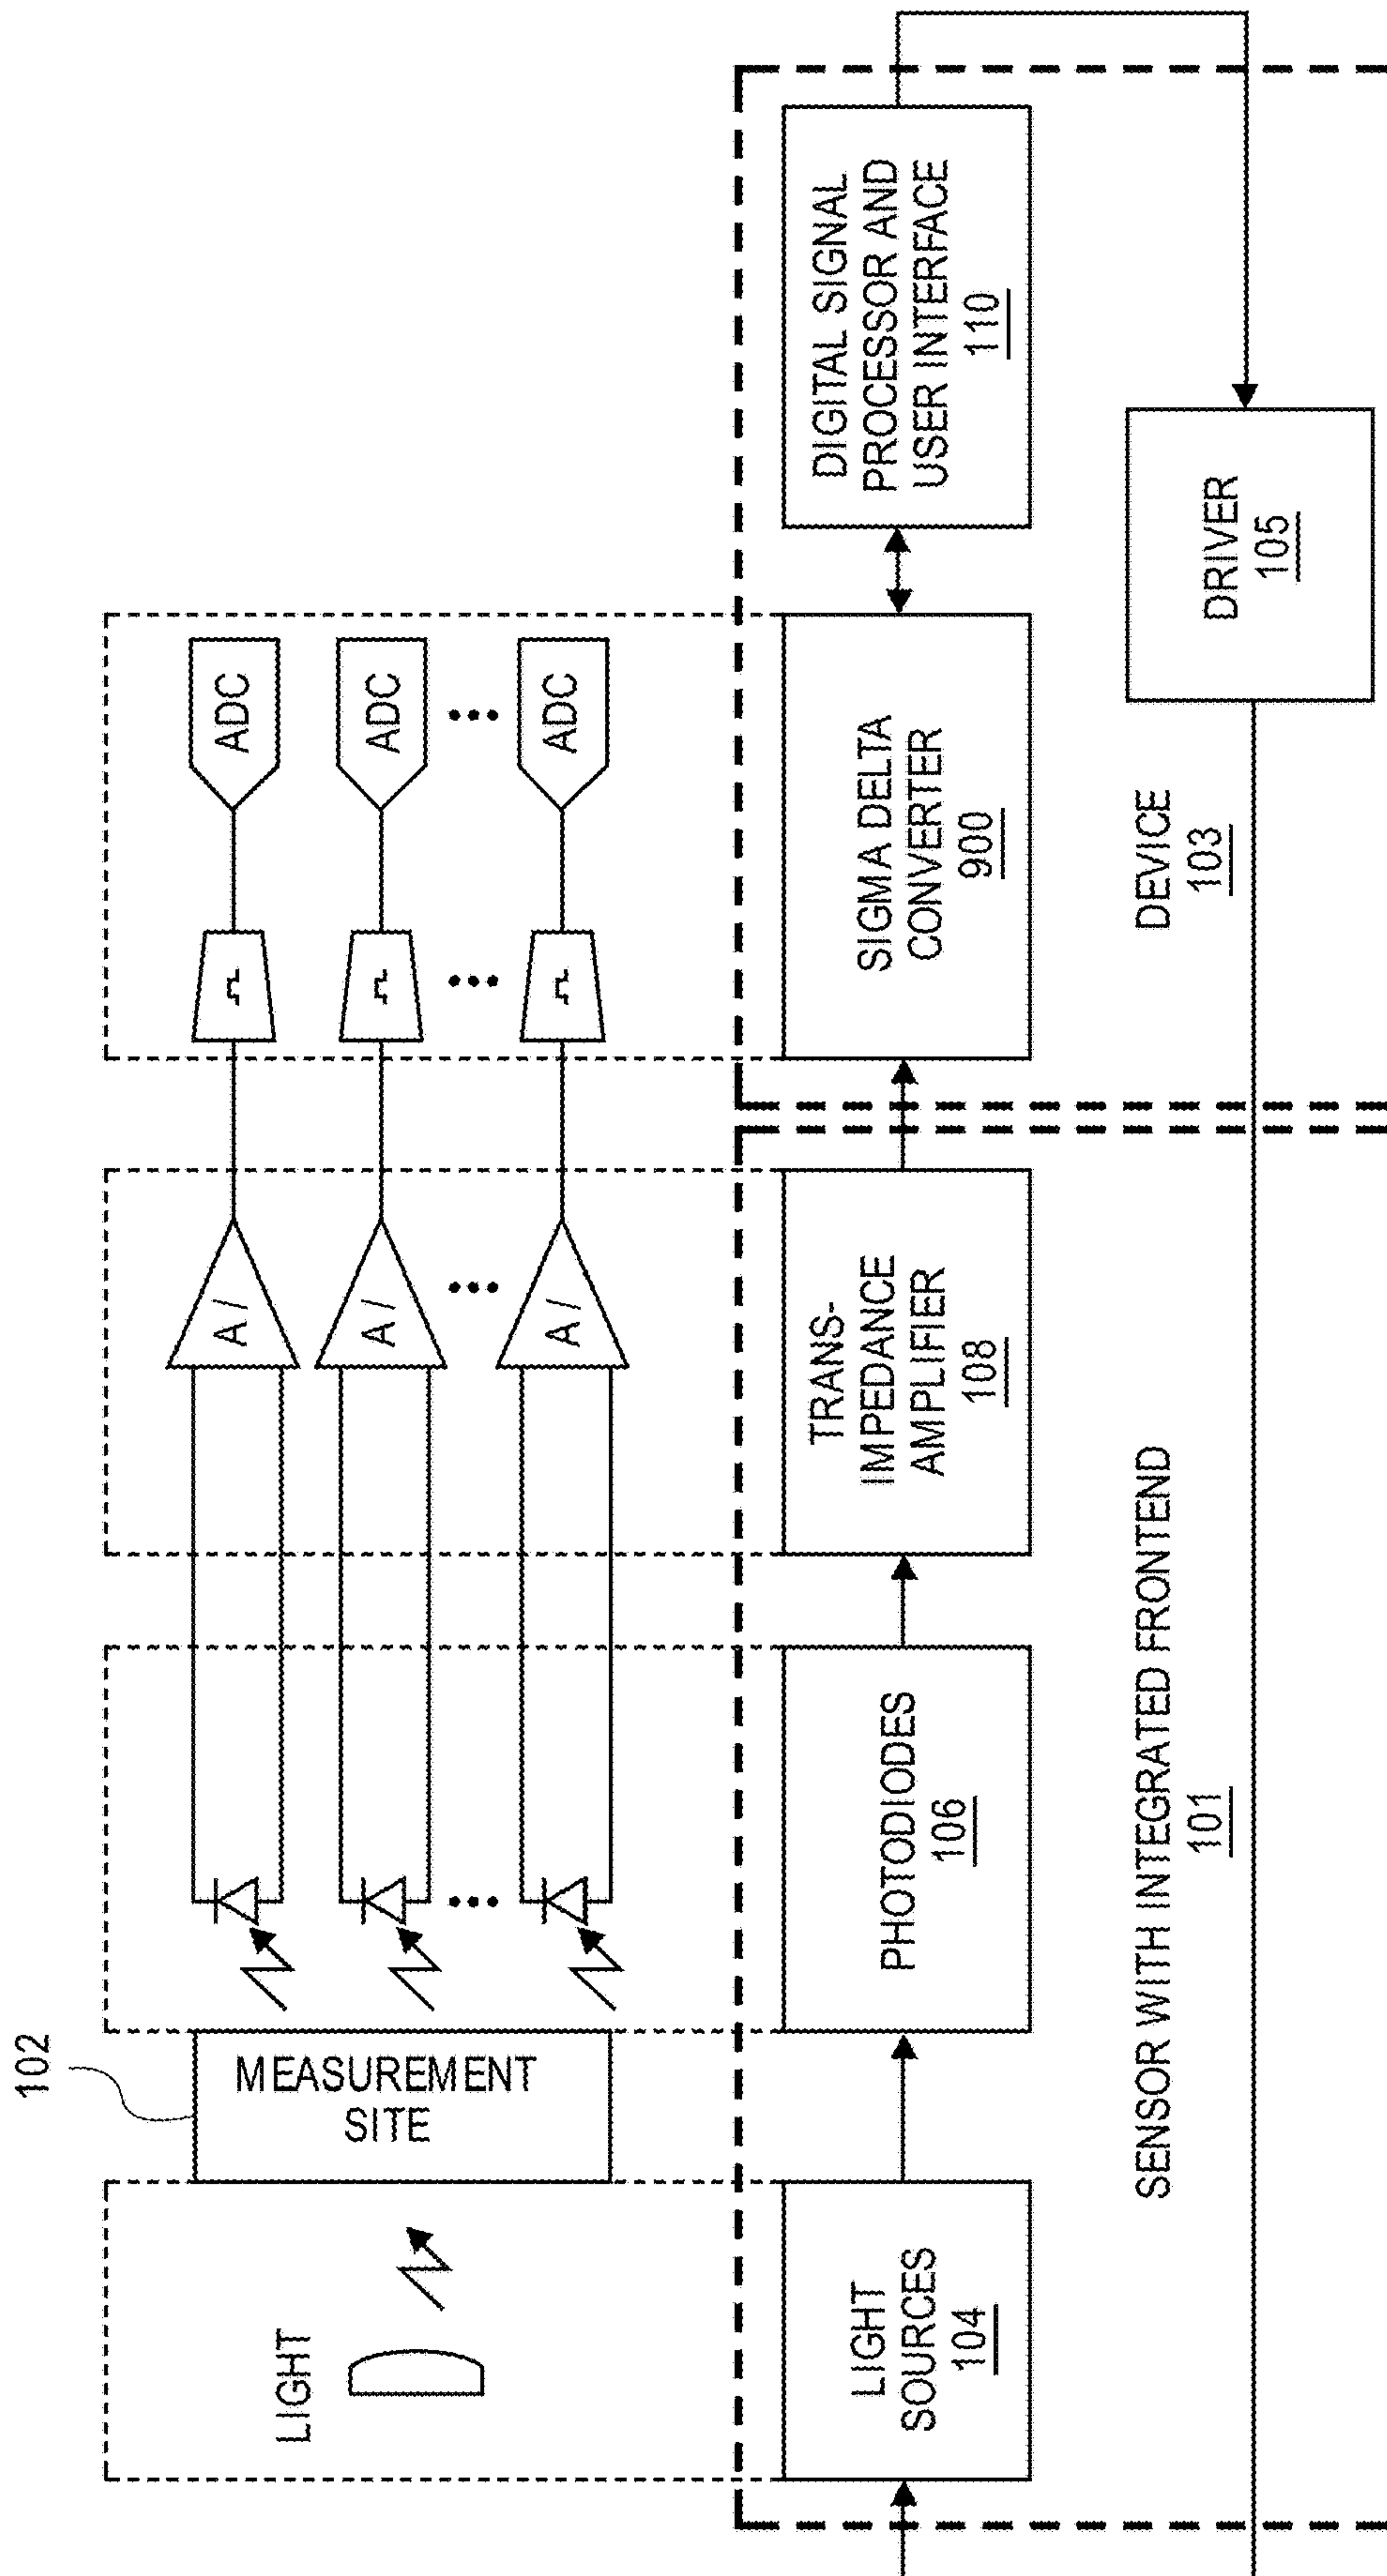 102
LIGHT
MEASUREMENT
SITE
A /
A /
A /
ADC
ADC
ADC
LIGHT
SOURCES
104
PHOTODIODES
106
TRANS-
IMPEDANCE
AMPLIFIER
108
SIGMA DELTA
CONVERTER
900
DIGITAL SIGNAL
PROCESSOR AND
USER INTERFACE
110
SENSOR WITH INTEGRATED FRONTEND
101
DEVICE
103
DRIVER
105